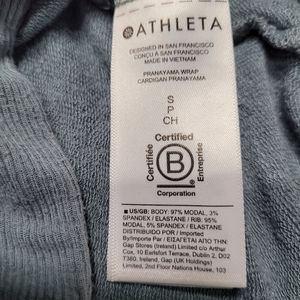 ATHLETA
DESIGNED IN SAN FRANCISCO
CONÇU À SAN FRANCISCO
MADE IN VIETNAM
PRANAYAMA WRAP
CARDIGAN PRANAYAMA
S
P
CH
Certified
Certifiée
B
Entreprise
Corporation
US/GB: BODY: 97% MODAL, 3%
SPANDEX / ELASTANE / RIB: 95%
MODAL, 5% SPANDEX / ELASTANE
DISTRIBUIDO POR / Imported
By/Importé Par / ΕΙΣΑΓΕΤΑΙ ΑΠΟ ΤΗΝ:
Gap Stores (Ireland) Limited c/o Arthur
Cox, 10 Earlsfort Terrace, Dublin 2, D02
T380, Ireland, Gap (UK Holdings)
Limited, 2nd Floor Nations House, 103